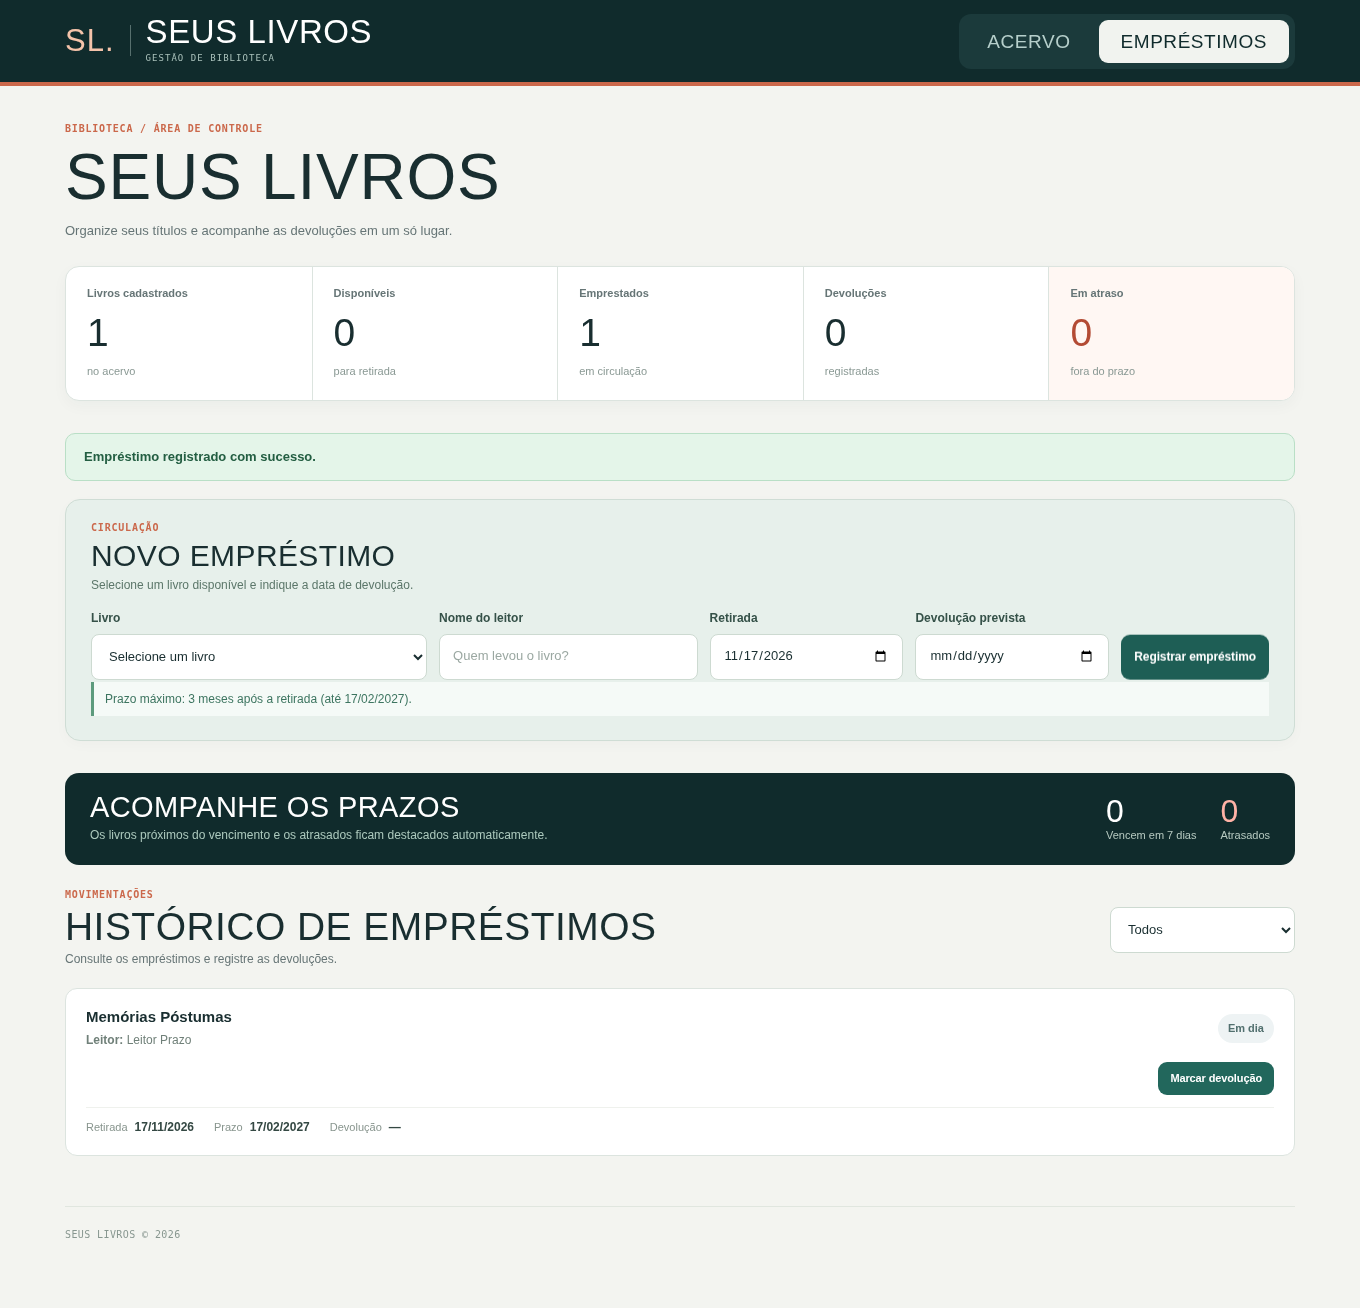 SL.
SEUS LIVROS
GESTÃO DE BIBLIOTECA
ACERVO
EMPRÉSTIMOS
BIBLIOTECA / ÁREA DE CONTROLE
SEUS LIVROS
Organize seus títulos e acompanhe as devoluções em um só lugar.
Livros cadastrados
1
no acervo
Disponíveis
0
para retirada
Emprestados
1
em circulação
Devoluções
0
registradas
Em atraso
0
fora do prazo
Empréstimo registrado com sucesso.
CIRCULAÇÃO
NOVO EMPRÉSTIMO
Selecione um livro disponível e indique a data de devolução.
Livro
Selecione um livro
Nome do leitor
Quem levou o livro?
Retirada
11/17/2026
Devolução prevista
mm/dd/yyyy
Registrar empréstimo
Prazo máximo: 3 meses após a retirada (até 17/02/2027).
ACOMPANHE OS PRAZOS
Os livros próximos do vencimento e os atrasados ficam destacados automaticamente.
0
Vencem em 7 dias
0
Atrasados
MOVIMENTAÇÕES
HISTÓRICO DE EMPRÉSTIMOS
Consulte os empréstimos e registre as devoluções.
Todos
Memórias Póstumas
Leitor: Leitor Prazo
Em dia
Marcar devolução
Retirada 17/11/2026 Prazo 17/02/2027 Devolução —
SEUS LIVROS © 2026